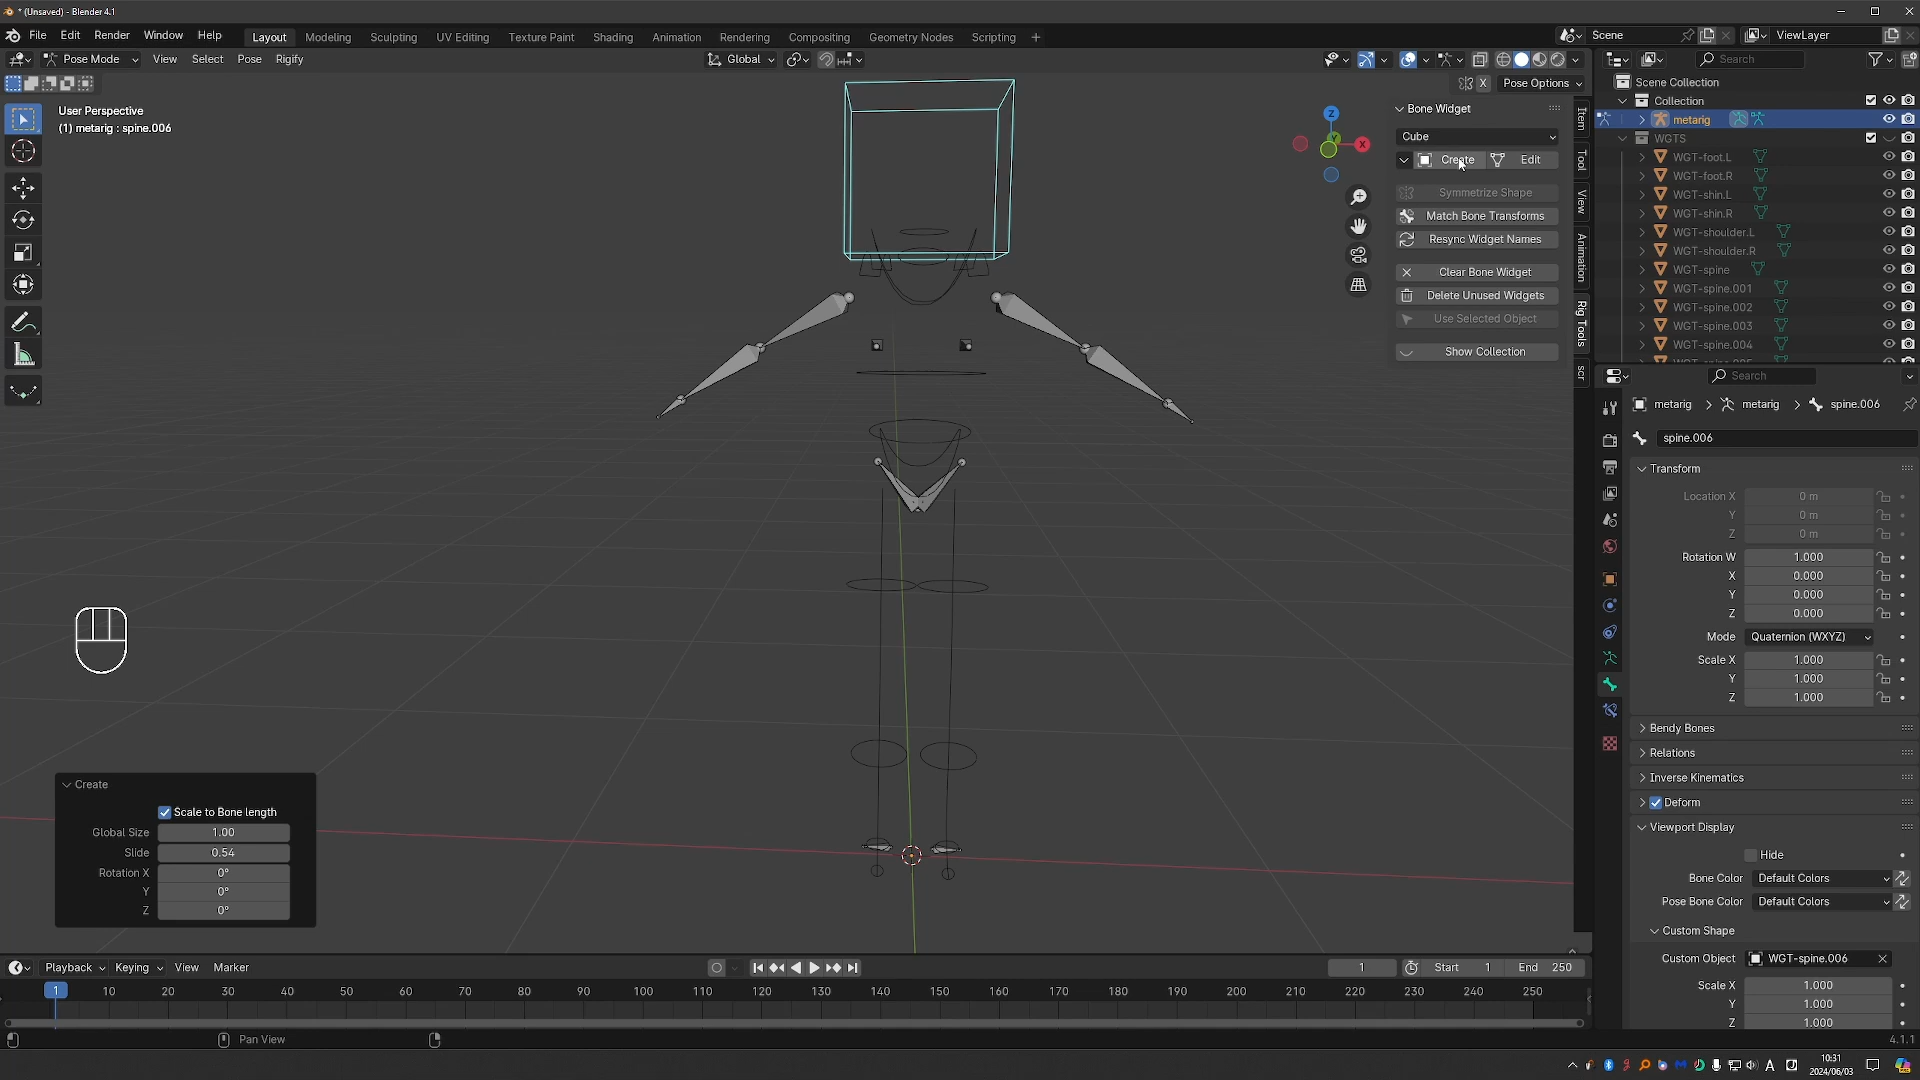 * (Unsaved) - Blender 4.1
File Edit Render Window Help Layout Modeling Sculpting UV Editing Texture Paint Shading Animation Rendering Compositing Geometry Nodes Scripting + Scene ViewLayer
Pose Mode View Select Pose Rigify Global Search
X Pose Options
User Perspective
(1) metarig : spine.006
Z
Y
X
Bone Widget
Cube
Create Edit
Symmetrize Shape
Match Bone Transforms
Resync Widget Names
Clear Bone Widget
Delete Unused Widgets
Use Selected Object
Show Collection
Item
Tool
View
Animation
Rig Tools
scr
Scene Collection
Collection
metarig
WGTS
WGT-foot.L
WGT-foot.R
WGT-shin.L
WGT-shin.R
WGT-shoulder.L
WGT-shoulder.R
WGT-spine
WGT-spine.001
WGT-spine.002
WGT-spine.003
WGT-spine.004
Search
metarig > metarig > spine.006
spine.006
Transform
Location X 0 m
Y 0 m
Z 0 m
Rotation W 1.000
X 0.000
Y 0.000
Z 0.000
Mode Quaternion (WXYZ)
Scale X 1.000
Y 1.000
Z 1.000
Bendy Bones
Relations
Inverse Kinematics
Deform
Viewport Display
Hide
Bone Color Default Colors
Pose Bone Color Default Colors
Custom Shape
Custom Object WGT-spine.006
Scale X 1.000
Y 1.000
Z 1.000
Create
Scale to Bone length
Global Size 1.00
Slide 0.54
Rotation X 0°
Y 0°
Z 0°
Playback Keying View Marker 1 Start 1 End 250
1 10 20 30 40 50 60 70 80 90 100 110 120 130 140 150 160 170 180 190 200 210 220 230 240 250
Pan View 4.1.1
A 10:31
2024/06/03